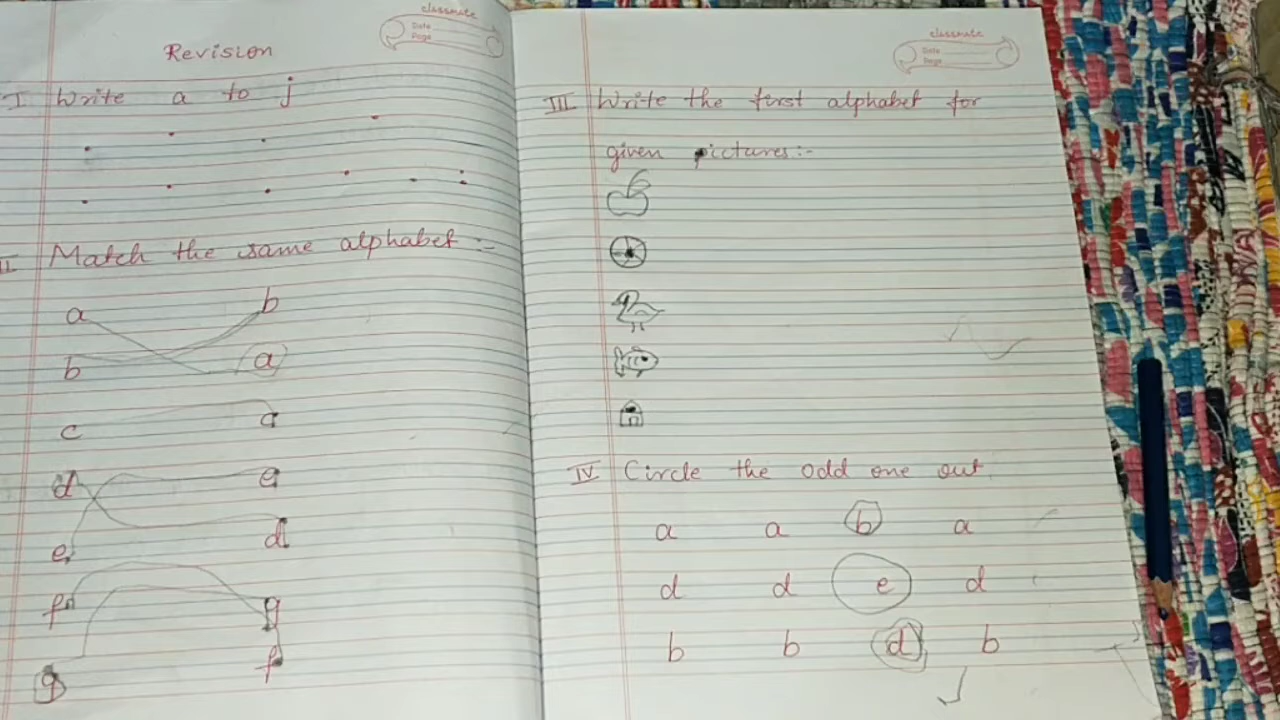 classmate
Date
Page
Revision
I Write a to j
II Match the same alphabet :-
a b
b a
c c
d e
e d
f g
g f
classmate
Date
Page
III Write the first alphabet for
given pictures:-
IV Circle the odd one out
a a b a
d d e d
b b d b